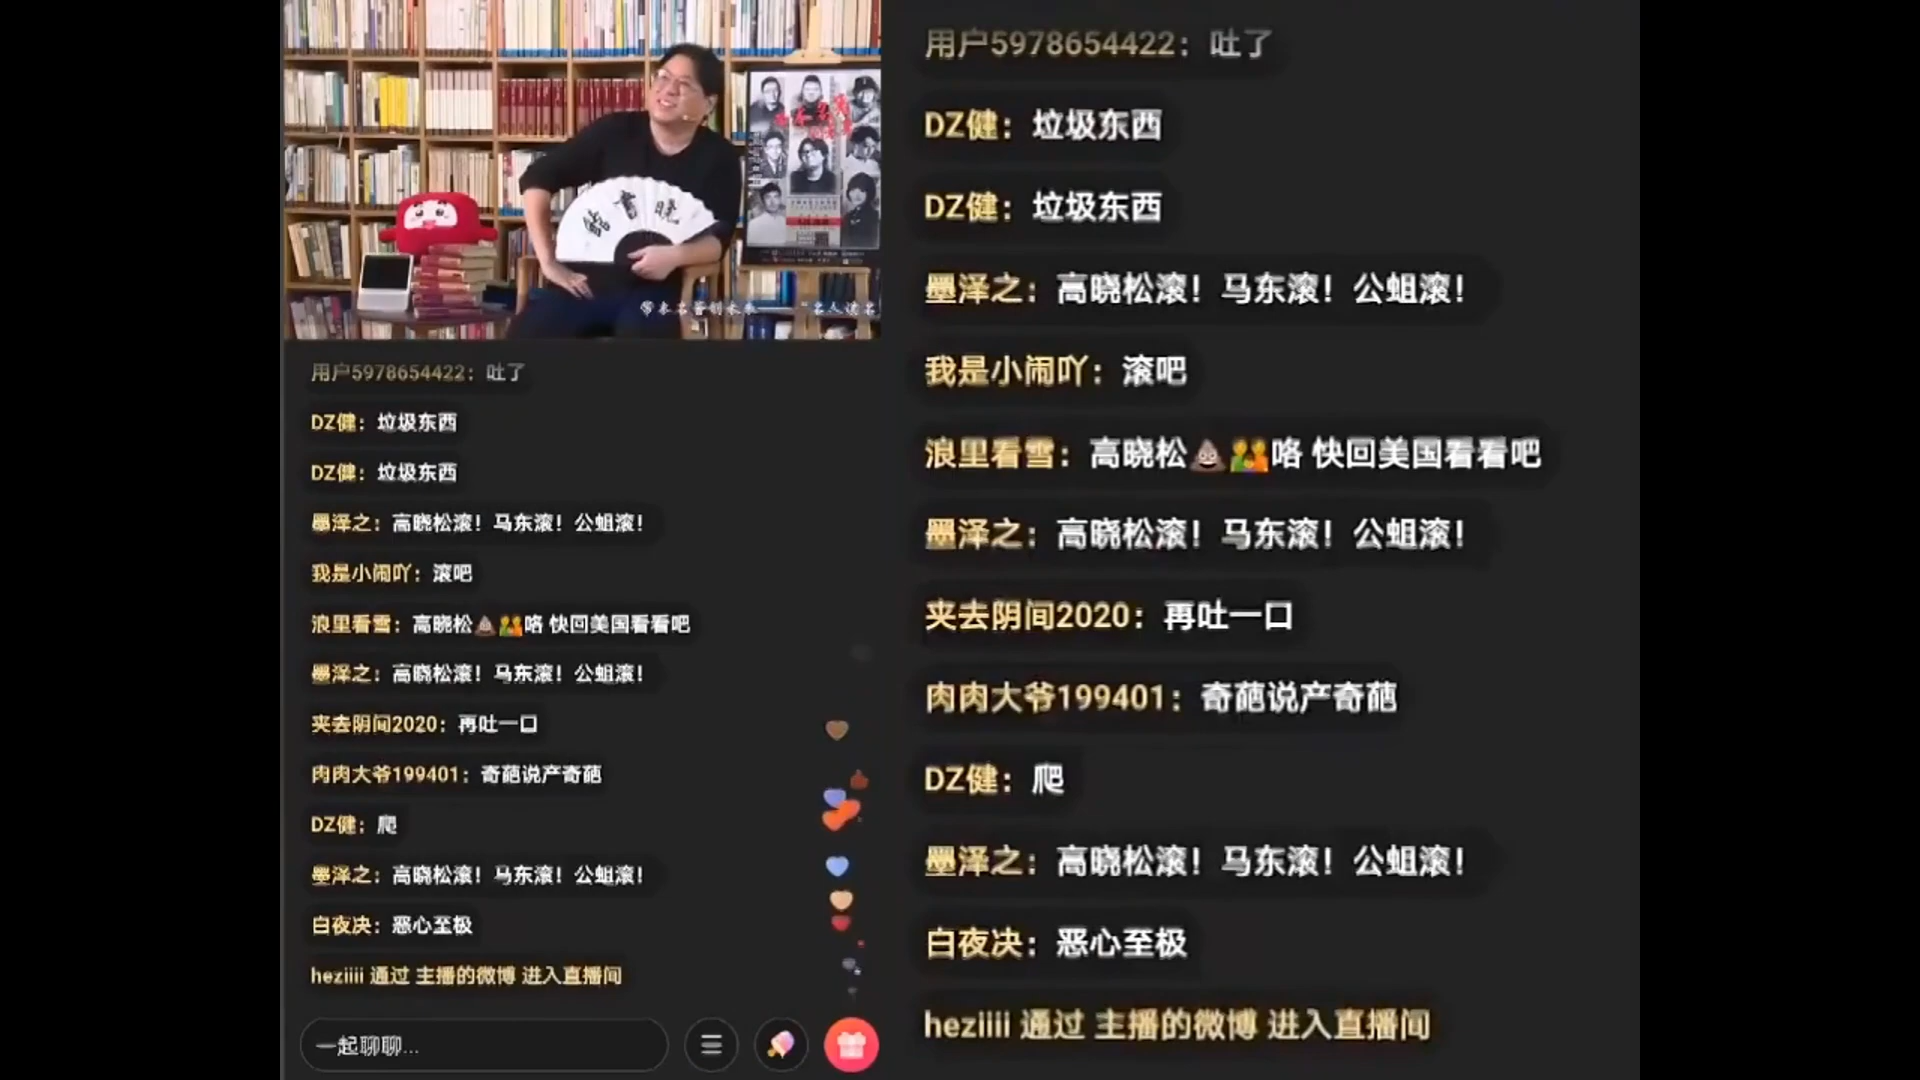 带来名著创未来——"名人读名
用户5978654422：吐了
DZ健：垃圾东西
DZ健：垃圾东西
墨泽之：高晓松滚！马东滚！公蛆滚！
我是小闹吖：滚吧
浪里看雪：高晓松💩👫咯 快回美国看看吧
墨泽之：高晓松滚！马东滚！公蛆滚！
夹去阴间2020：再吐一口
肉肉大爷199401：奇葩说产奇葩
DZ健：爬
墨泽之：高晓松滚！马东滚！公蛆滚！
白夜决：恶心至极
heziiii 通过 主播的微博 进入直播间
一起聊聊...
用户5978654422：吐了
DZ健：垃圾东西
DZ健：垃圾东西
墨泽之：高晓松滚！马东滚！公蛆滚！
我是小闹吖：滚吧
浪里看雪：高晓松💩👫咯 快回美国看看吧
墨泽之：高晓松滚！马东滚！公蛆滚！
夹去阴间2020：再吐一口
肉肉大爷199401：奇葩说产奇葩
DZ健：爬
墨泽之：高晓松滚！马东滚！公蛆滚！
白夜决：恶心至极
heziiii 通过 主播的微博 进入直播间